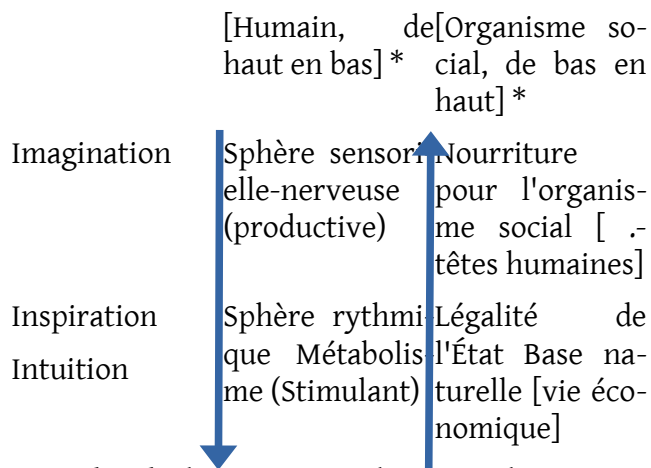 [Humain, de [Organisme so-
haut en bas] * cial, de bas en
haut] *
Imagination Sphère sensori Nourriture
elle-nerveuse pour l'organis-
(productive) me social [ .-
têtes humaines]
Inspiration Sphère rythmi- Légalité de
Intuition que Métabolis- l'État Base na-
me (Stimulant) turelle [vie éco-
nomique]